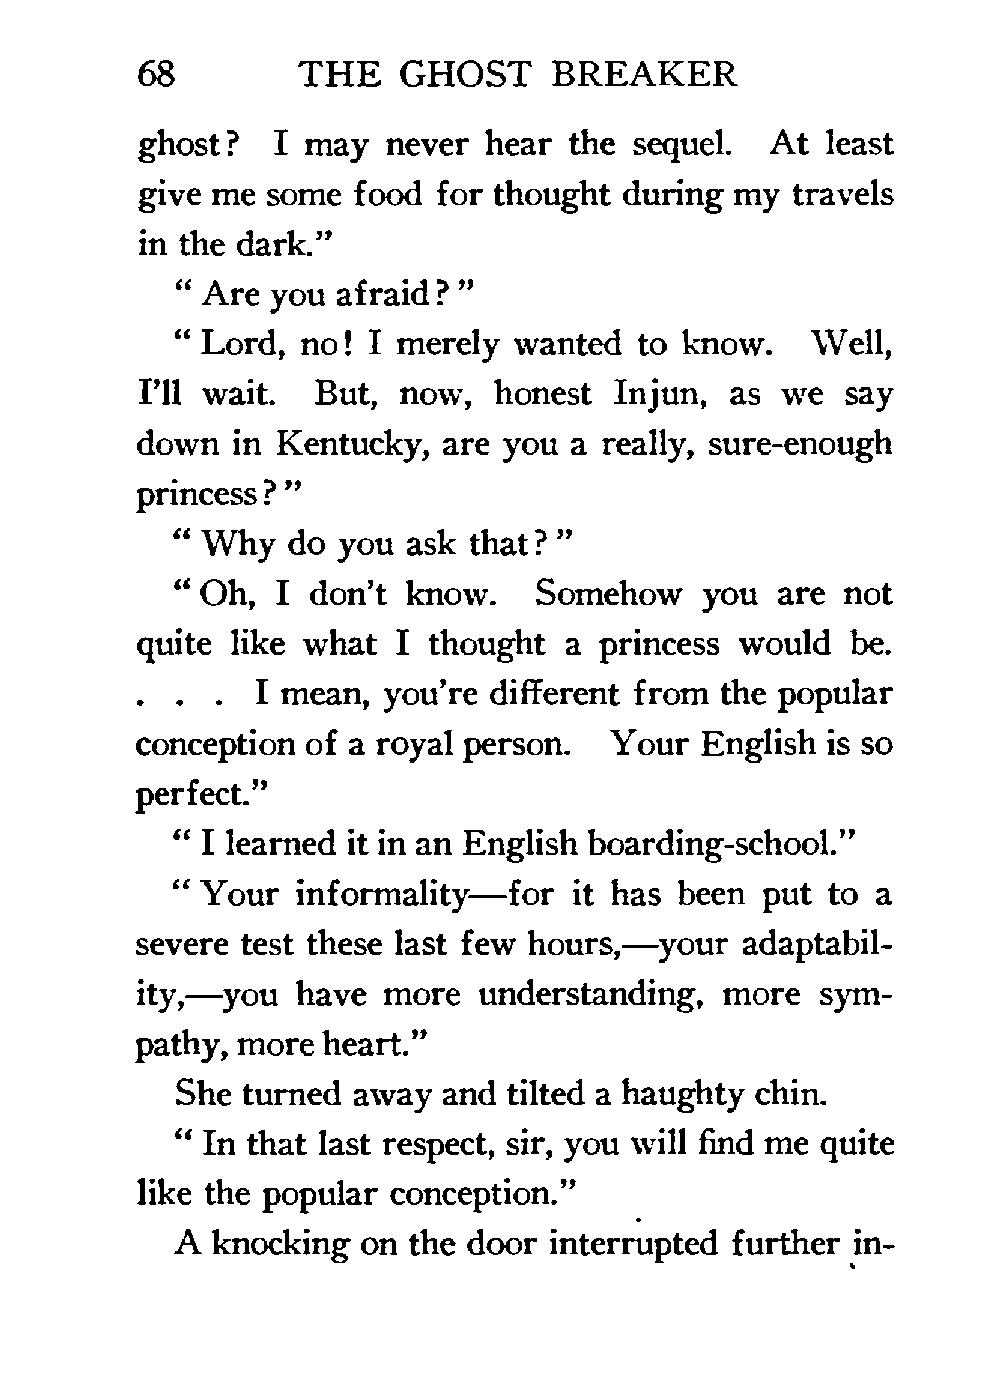 68 THE GHOST BREAKER
ghost? I may never hear the sequel. At least
give me some food for thought during my travels
in the dark."
" Are you afraid? "
" Lord, no! I merely wanted to know. Well,
I'll wait. But, now, honest Injun, as we say
down in Kentucky, are you a really, sure-enough
princess? "
" Why do you ask that? "
" Oh, I don't know. Somehow you are not
quite like what I thought a princess would be.
. . . I mean, you're different from the popular
conception of a royal person. Your English is so
perfect."
" I learned it in an English boarding-school."
" Your informality—for it has been put to a
severe test these last few hours,—your adaptabil-
ity,—you have more understanding, more sym-
pathy, more heart."
She turned away and tilted a haughty chin.
" In that last respect, sir, you will find me quite
like the popular conception."
A knocking on the door interrupted further in-